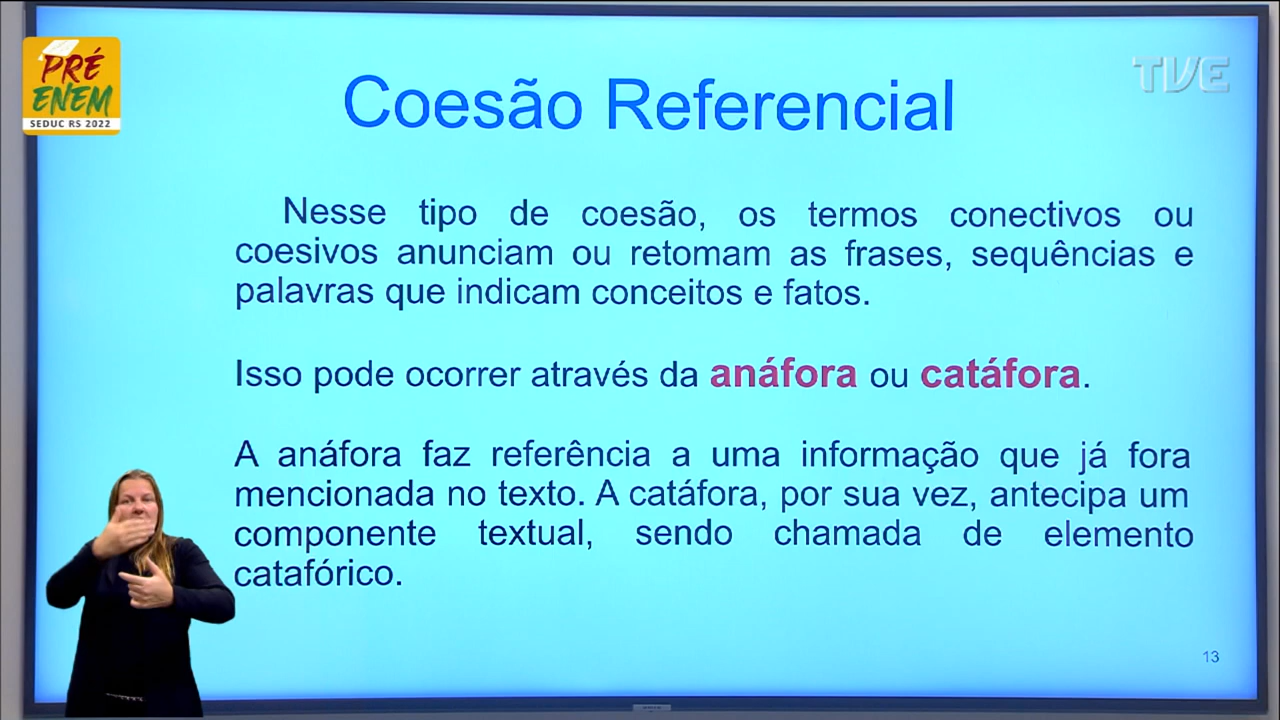 PRÉ
ENEM
SEDUC RS 2022
TVE
Coesão Referencial
Nesse tipo de coesão, os termos conectivos ou
coesivos anunciam ou retomam as frases, sequências e
palavras que indicam conceitos e fatos.
Isso pode ocorrer através da anáfora ou catáfora.
A anáfora faz referência a uma informação que já fora
mencionada no texto. A catáfora, por sua vez, antecipa um
componente textual, sendo chamada de elemento
catafórico.
13